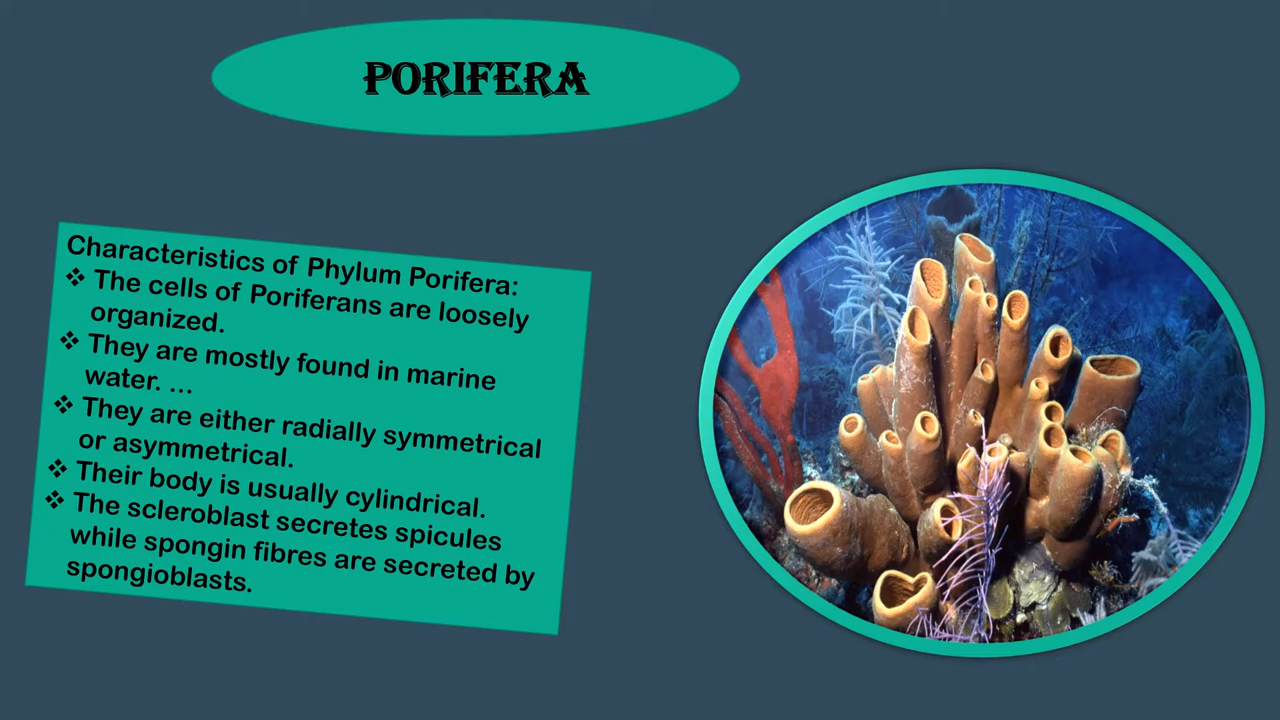 PORIFERA
Characteristics of Phylum Porifera:
❖ The cells of Poriferans are loosely
organized.
❖ They are mostly found in marine
water. ...
❖ They are either radially symmetrical
or asymmetrical.
❖ Their body is usually cylindrical.
❖ The scleroblast secretes spicules
while spongin fibres are secreted by
spongioblasts.